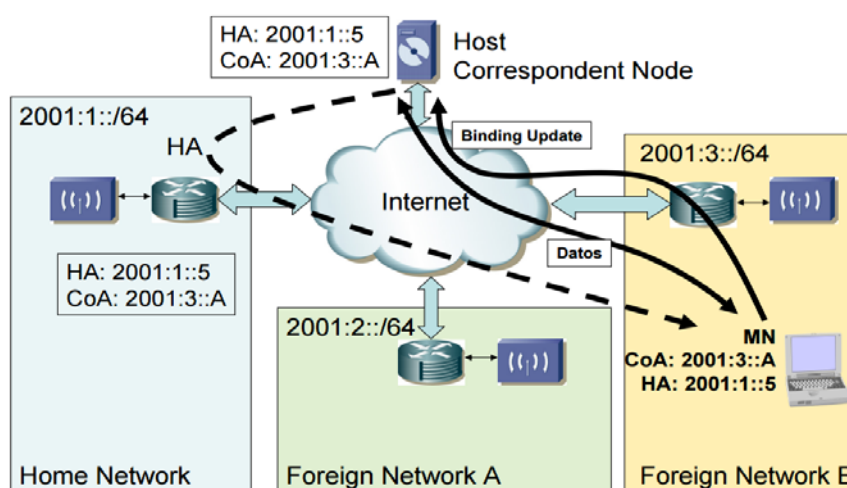 HA: 2001:1::5
CoA: 2001:3::A
Host
Correspondent Node
2001:1::/64
HA
Binding Update
2001:3::/64
Internet
Datos
HA: 2001:1::5
CoA: 2001:3::A
2001:2::/64
MN
CoA: 2001:3::A
HA: 2001:1::5
Home Network
Foreign Network A
Foreign Network B